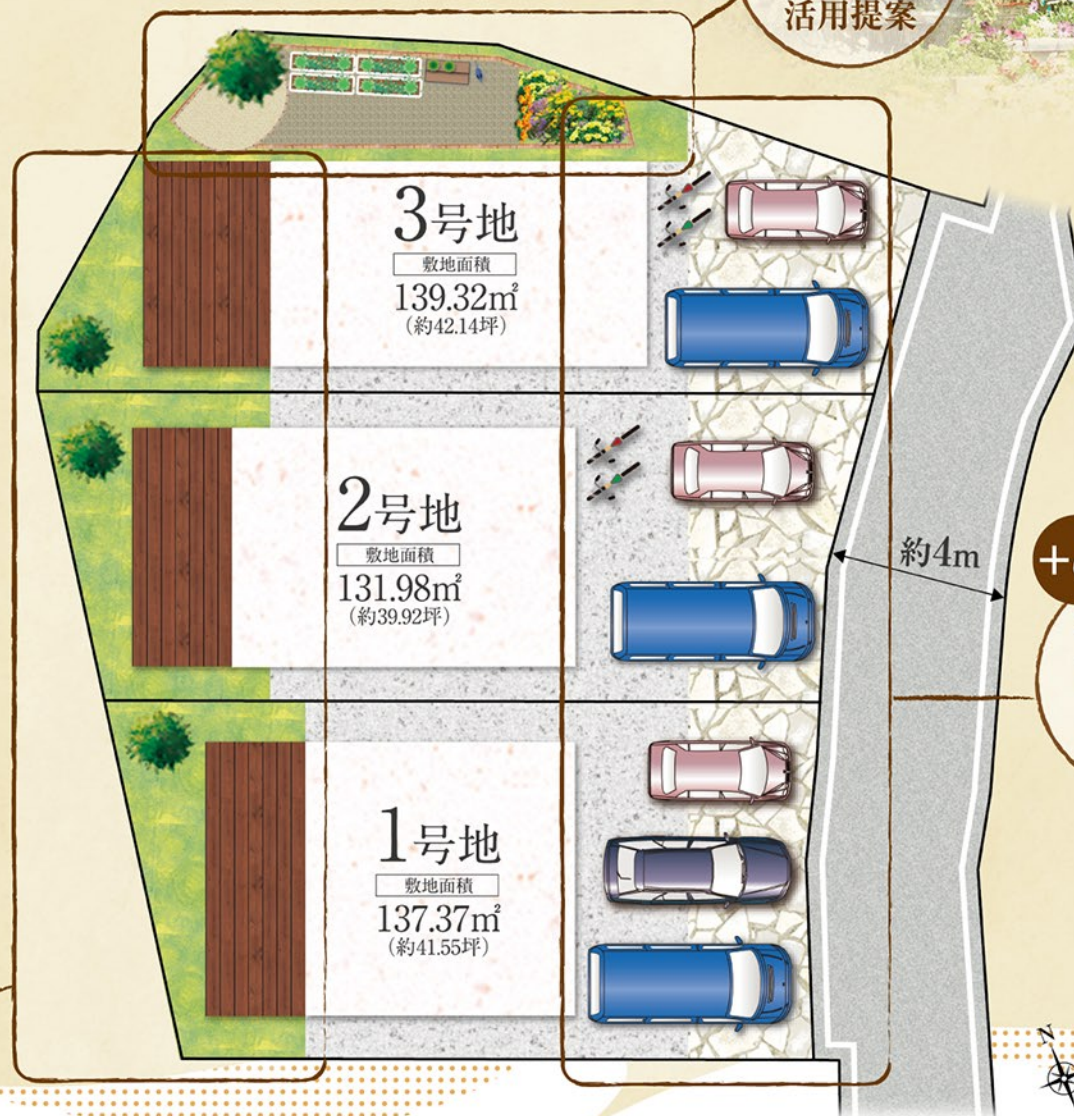 活用提案
3号地
敷地面積
139.32㎡
(約42.14坪)
2号地
敷地面積
131.98㎡
(約39.92坪)
約4m
+
1号地
敷地面積
137.37㎡
(約41.55坪)
N